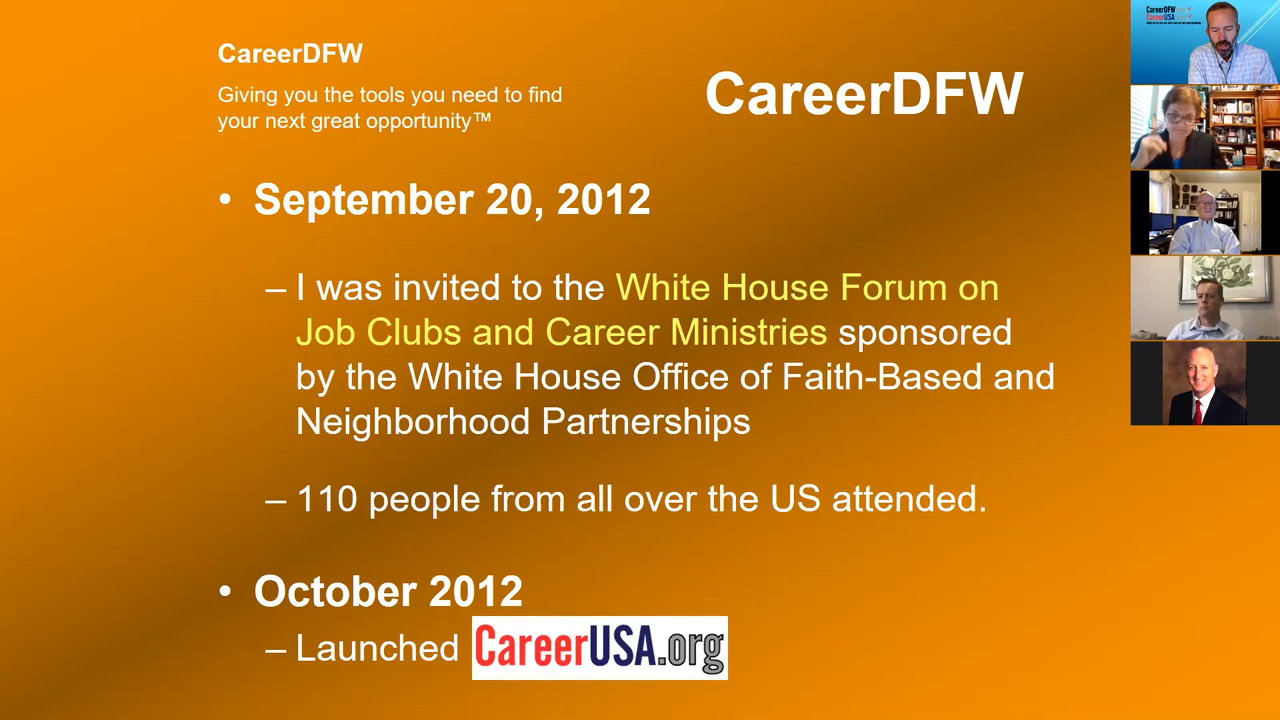 CareerDFW
Giving you the tools you need to find
your next great opportunity™
CareerDFW
• September 20, 2012
– I was invited to the White House Forum on
Job Clubs and Career Ministries sponsored
by the White House Office of Faith-Based and
Neighborhood Partnerships
– 110 people from all over the US attended.
• October 2012
– Launched CareerUSA.org
CareerDFW
CareerUSA